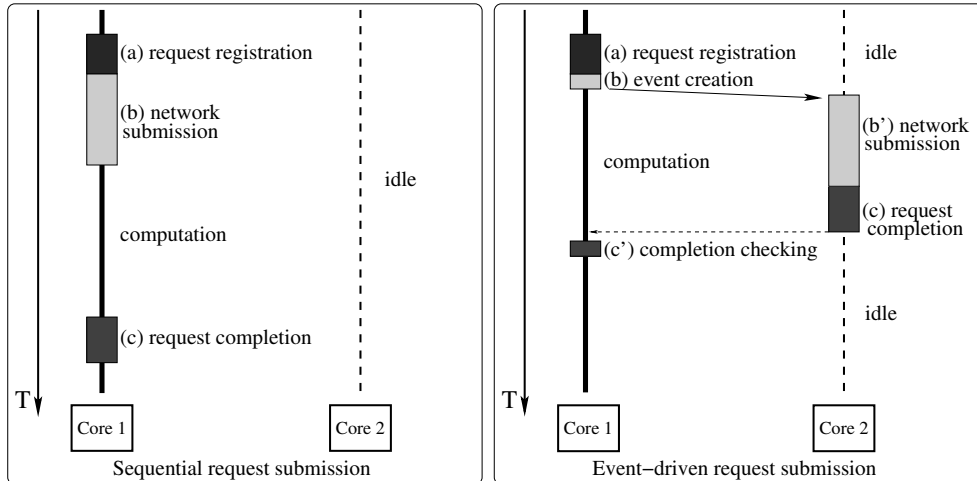 (a) request registration
(b) network
submission
idle
computation
(c) request completion
T
Core 1
Core 2
Sequential request submission
(a) request registration
idle
(b) event creation
(b') network
submission
computation
(c) request
completion
(c') completion checking
idle
T
Core 1
Core 2
Event−driven request submission